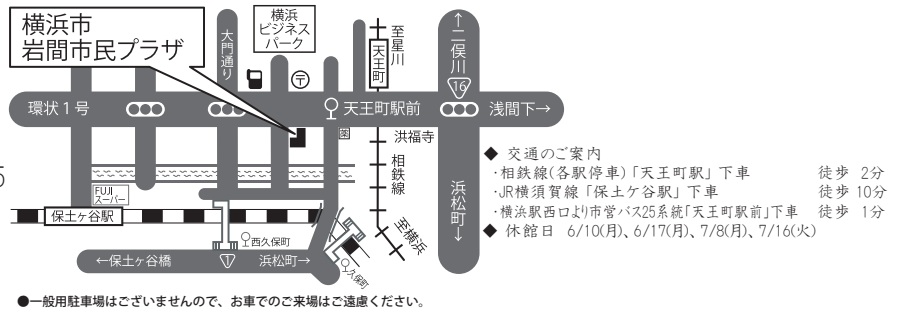 横浜市
岩間市民プラザ
大門通り
横浜
ビジネス
パーク
〒
至星川
天王町
↑二俣川
16
環状1号
天王町駅前
浅間下→
洪福寺
相鉄線
浜松町↓
FUJI
スーパー
保土ヶ谷駅
至横浜
西久保町
久保町
←保土ヶ谷橋
1
浜松町→
◆ 交通のご案内
・相鉄線(各駅停車)「天王町駅」下車 徒歩 2分
・JR横須賀線「保土ケ谷駅」下車 徒歩 10分
・横浜駅西口より市営バス25系統「天王町駅前」下車 徒歩 1分
◆ 休館日 6/10(月)、6/17(月)、7/8(月)、7/16(火)
●一般用駐車場はございませんので、お車でのご来場はご遠慮ください。